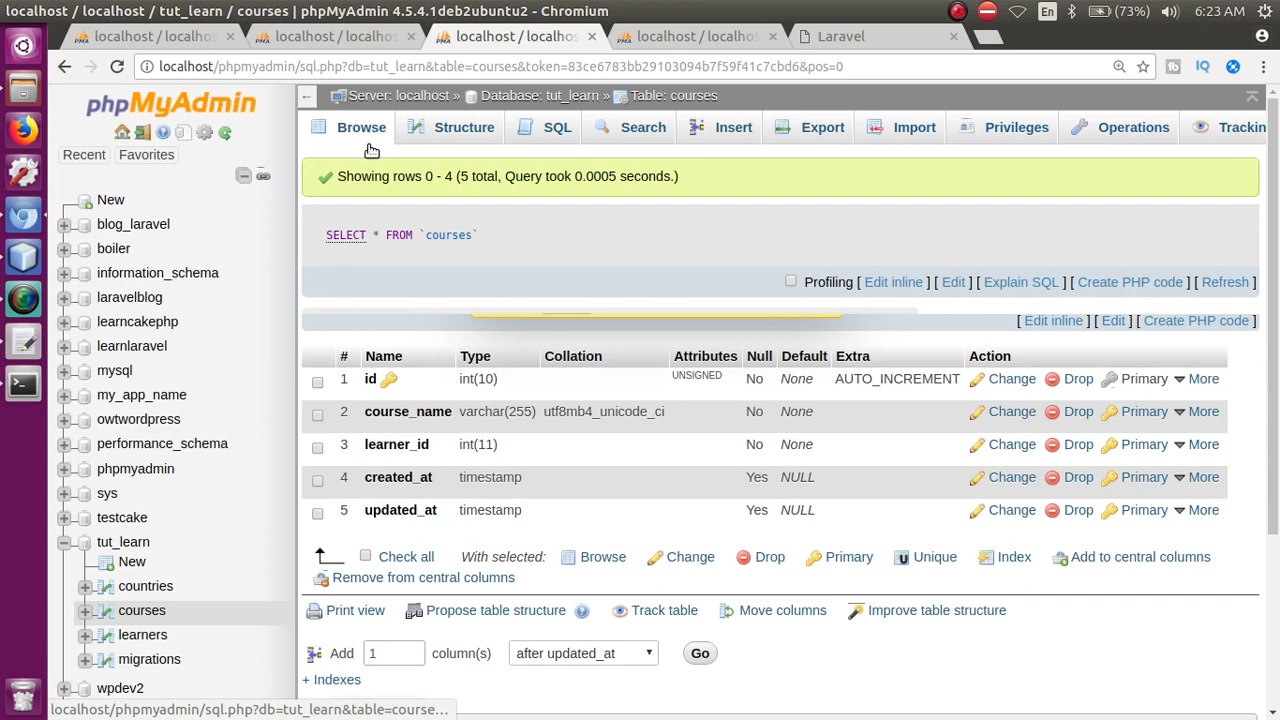 localhost / localhost / tut_learn / courses | phpMyAdmin 4.5.4.1deb2ubuntu2 - Chromium
En (73%) 6:23 AM
localhost / localhos × localhost / localhos × localhost / localhos × localhost / localhos × Laravel ×
localhost/phpmyadmin/sql.php?db=tut_learn&table=courses&token=83ce6783bb29103094b7f59f41c7cbd6&pos=0
phpMyAdmin
Recent Favorites
New
blog_laravel
boiler
information_schema
laravelblog
learncakephp
learnlaravel
mysql
my_app_name
owtwordpress
performance_schema
phpmyadmin
sys
testcake
tut_learn
New
countries
courses
learners
migrations
wpdev2
localhost/phpmyadmin/sql.php?db=tut_learn&table=course...
Server: localhost » Database: tut_learn » Table: courses
Browse Structure SQL Search Insert Export Import Privileges Operations Trackin
Showing rows 0 - 4 (5 total, Query took 0.0005 seconds.)
SELECT * FROM `courses`
Profiling [ Edit inline ] [ Edit ] [ Explain SQL ] [ Create PHP code ] [ Refresh ]
[ Edit inline ] [ Edit ] [ Create PHP code ]
# Name Type Collation Attributes Null Default Extra Action
1 id int(10) UNSIGNED No None AUTO_INCREMENT Change Drop Primary More
2 course_name varchar(255) utf8mb4_unicode_ci No None Change Drop Primary More
3 learner_id int(11) No None Change Drop Primary More
4 created_at timestamp Yes NULL Change Drop Primary More
5 updated_at timestamp Yes NULL Change Drop Primary More
Check all With selected: Browse Change Drop Primary Unique Index Add to central columns
Remove from central columns
Print view Propose table structure Track table Move columns Improve table structure
Add 1 column(s) after updated_at Go
+ Indexes